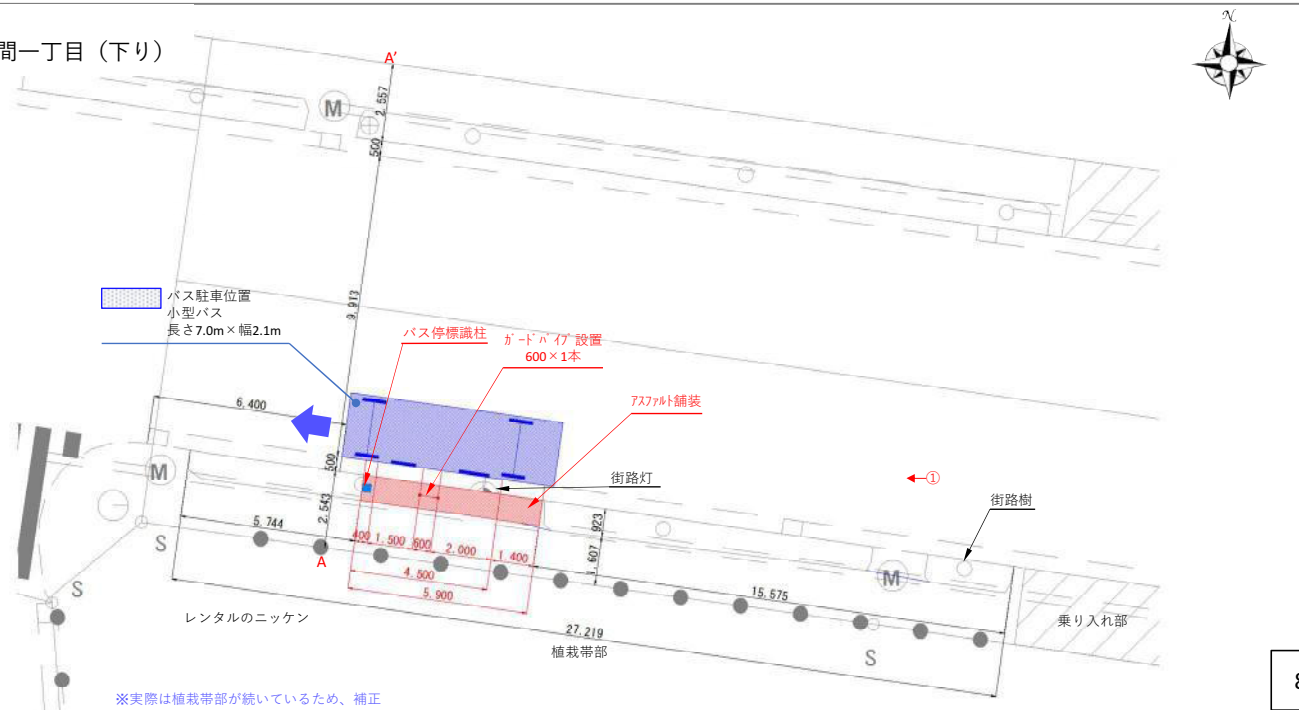 間一丁目（下り）
N
A'
2.557
M
500
9.913
バス駐車位置
小型バス
長さ7.0m×幅2.1m
バス停標識柱
ｶﾞｰﾄﾞﾊﾟｲﾌﾟ設置
600×1本
ｱｽﾌｧﾙﾄ舗装
6.400
500
M
街路灯
←①
街路樹
2.543
5.744
S
A
400
1.500
600
2.000
1.400
923
1.607
4.500
5.900
M
15.575
S
レンタルのニッケン
27.219
植栽帯部
S
乗り入れ部
※実際は植栽帯部が続いているため、補正